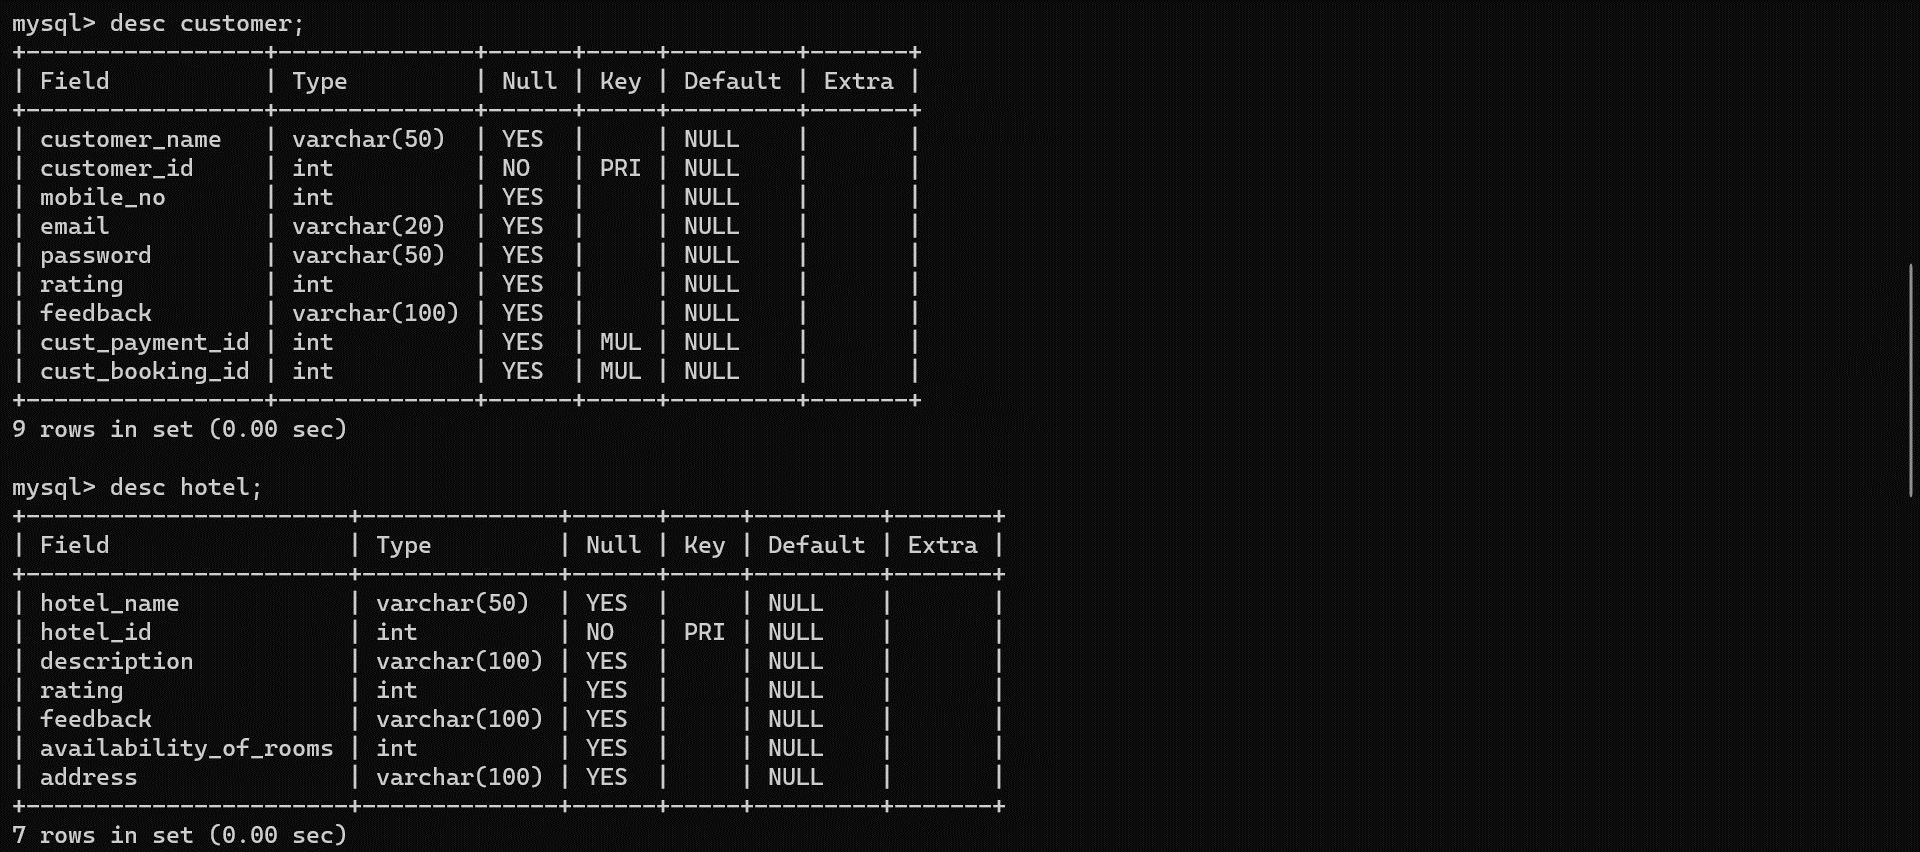 mysql> desc customer;
+-----------------+--------------+------+-----+---------+-------+
| Field           | Type         | Null | Key | Default | Extra |
+-----------------+--------------+------+-----+---------+-------+
| customer_name   | varchar(50)  | YES  |     | NULL    |       |
| customer_id     | int          | NO   | PRI | NULL    |       |
| mobile_no       | int          | YES  |     | NULL    |       |
| email           | varchar(20)  | YES  |     | NULL    |       |
| password        | varchar(50)  | YES  |     | NULL    |       |
| rating          | int          | YES  |     | NULL    |       |
| feedback        | varchar(100) | YES  |     | NULL    |       |
| cust_payment_id | int          | YES  | MUL | NULL    |       |
| cust_booking_id | int          | YES  | MUL | NULL    |       |
+-----------------+--------------+------+-----+---------+-------+
9 rows in set (0.00 sec)

mysql> desc hotel;
+-----------------------+--------------+------+-----+---------+-------+
| Field                 | Type         | Null | Key | Default | Extra |
+-----------------------+--------------+------+-----+---------+-------+
| hotel_name            | varchar(50)  | YES  |     | NULL    |       |
| hotel_id              | int          | NO   | PRI | NULL    |       |
| description           | varchar(100) | YES  |     | NULL    |       |
| rating                | int          | YES  |     | NULL    |       |
| feedback              | varchar(100) | YES  |     | NULL    |       |
| availability_of_rooms | int          | YES  |     | NULL    |       |
| address               | varchar(100) | YES  |     | NULL    |       |
+-----------------------+--------------+------+-----+---------+-------+
7 rows in set (0.00 sec)